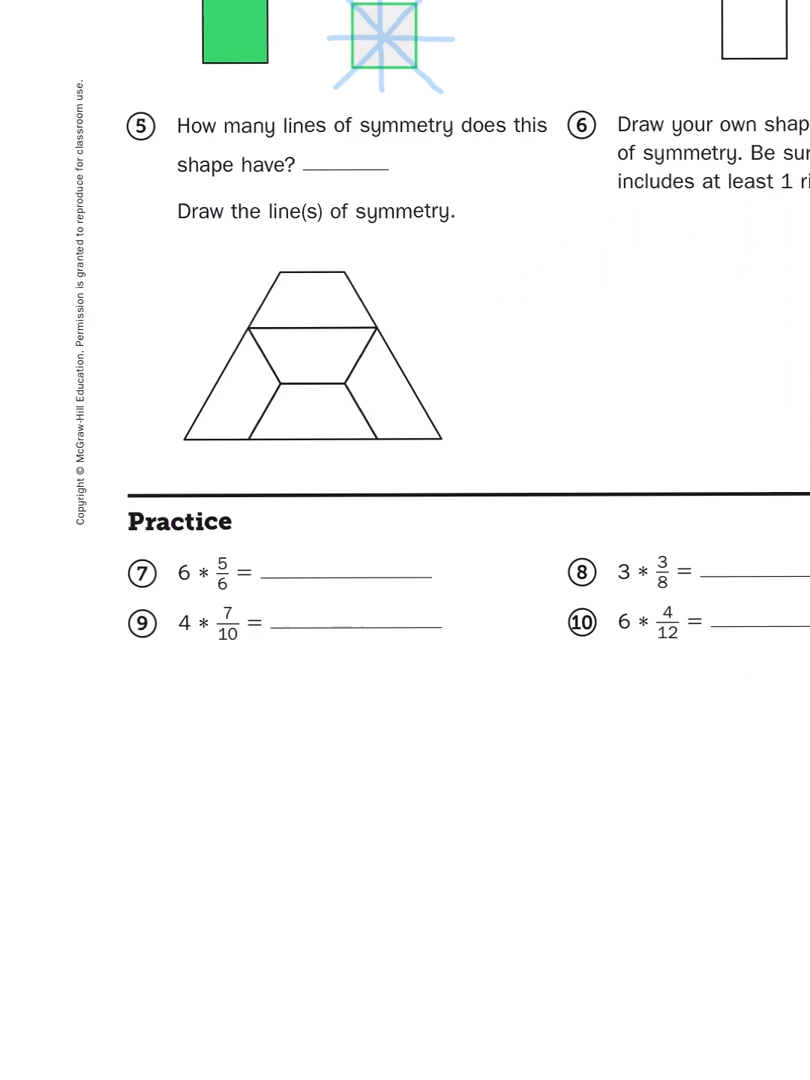 Copyright © McGraw-Hill Education. Permission is granted to reproduce for classroom use.
5 How many lines of symmetry does this
shape have? ________
Draw the line(s) of symmetry.
6 Draw your own shap
of symmetry. Be sur
includes at least 1 ri
Practice
7 6 * 5/6 = ________
8 3 * 3/8 = ________
9 4 * 7/10 = ________
10 6 * 4/12 = ________